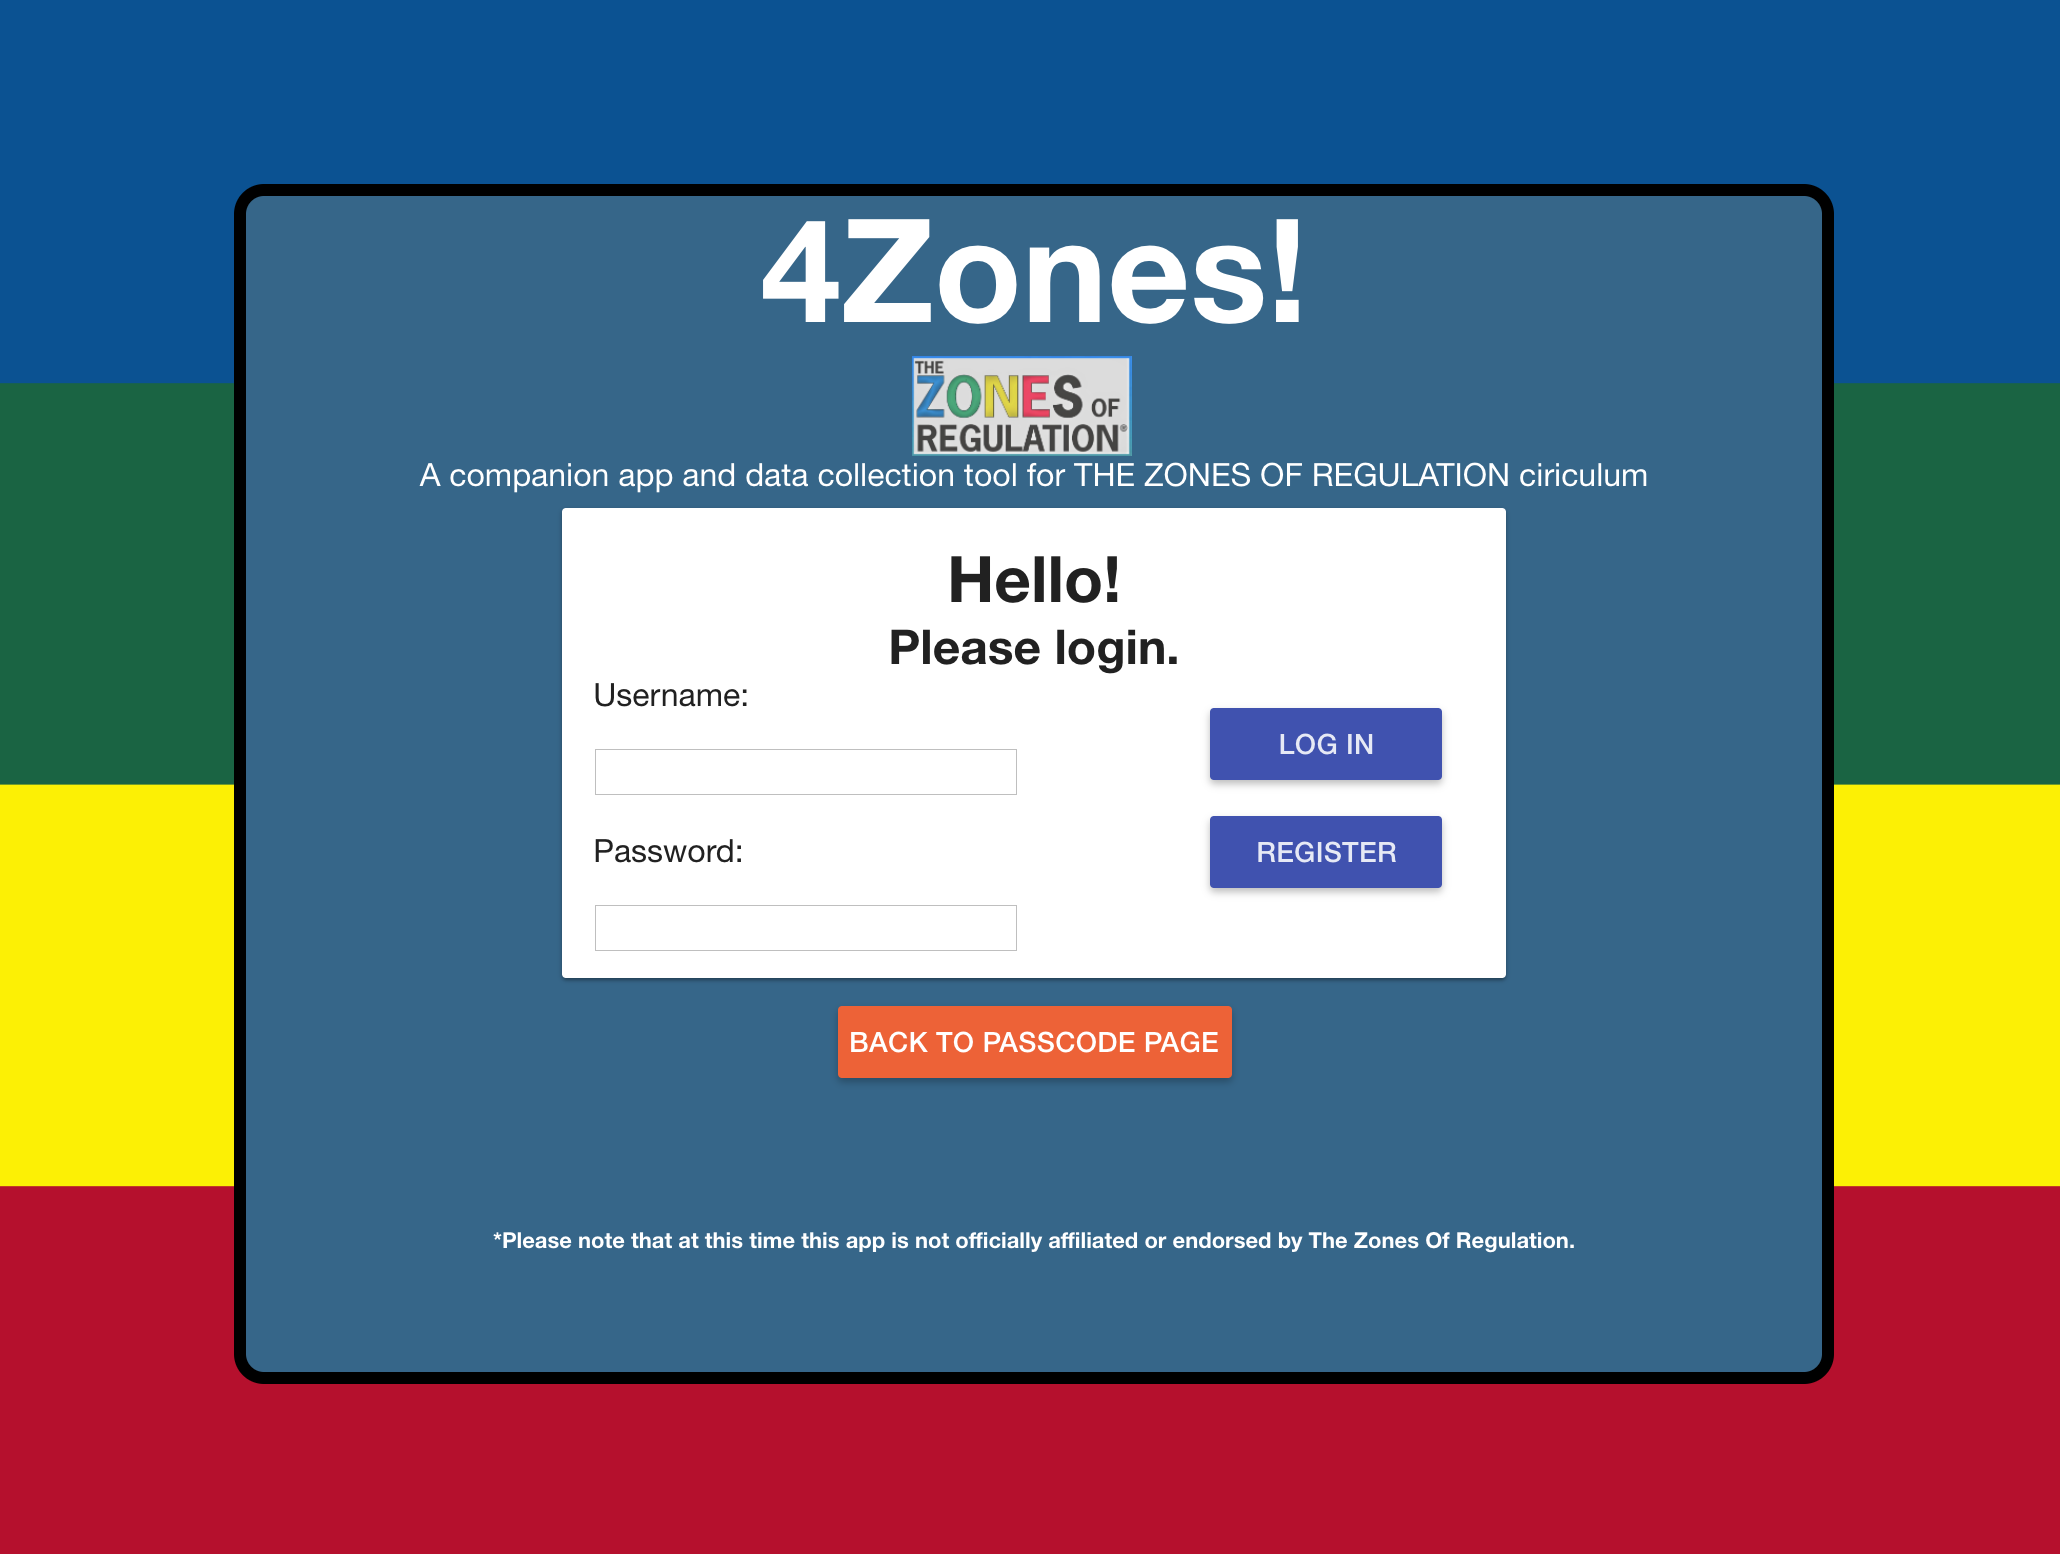 4Zones!
THE
ZONES OF
REGULATION®
A companion app and data collection tool for THE ZONES OF REGULATION ciriculum
Hello!
Please login.
Username:
LOG IN
Password:
REGISTER
BACK TO PASSCODE PAGE
*Please note that at this time this app is not officially affiliated or endorsed by The Zones Of Regulation.